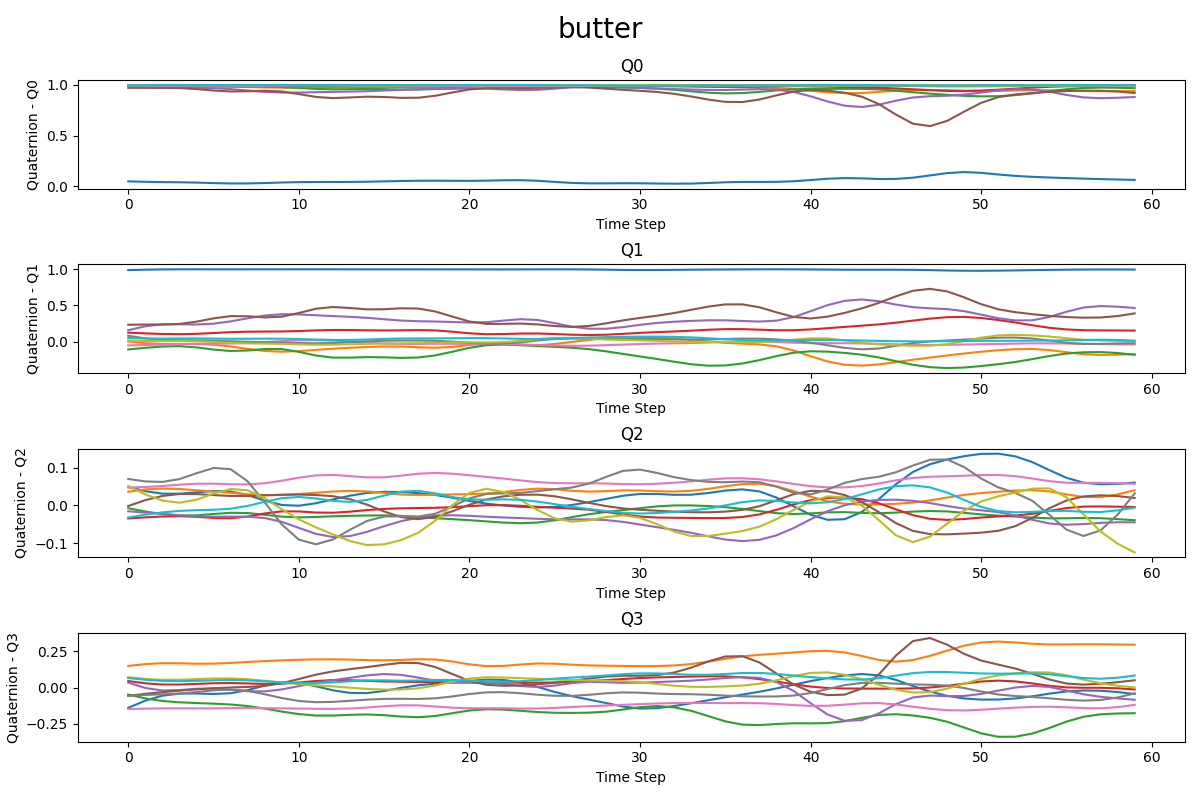 butter
Q0
Quaternion - Q0
1.0
0.5
0.0
0 10 20 30 40 50 60
Time Step
Q1
Quaternion - Q1
1.0
0.5
0.0
0 10 20 30 40 50 60
Time Step
Q2
Quaternion - Q2
0.1
0.0
−0.1
0 10 20 30 40 50 60
Time Step
Q3
Quaternion - Q3
0.25
0.00
−0.25
0 10 20 30 40 50 60
Time Step